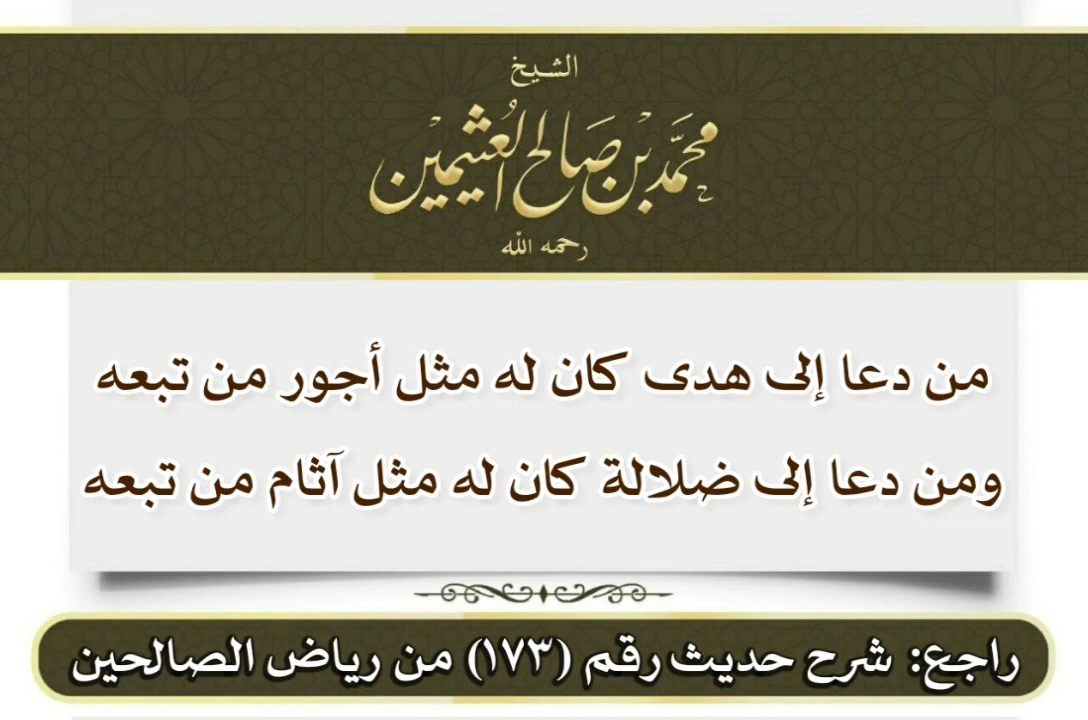 الشيخ
محمد بن صالح العثيمين
رحمه الله
من دعا إلى هدى كان له مثل أجور من تبعه
ومن دعا إلى ضلالة كان له مثل آثام من تبعه
راجع: شرح حديث رقم (١٧٣) من رياض الصالحين